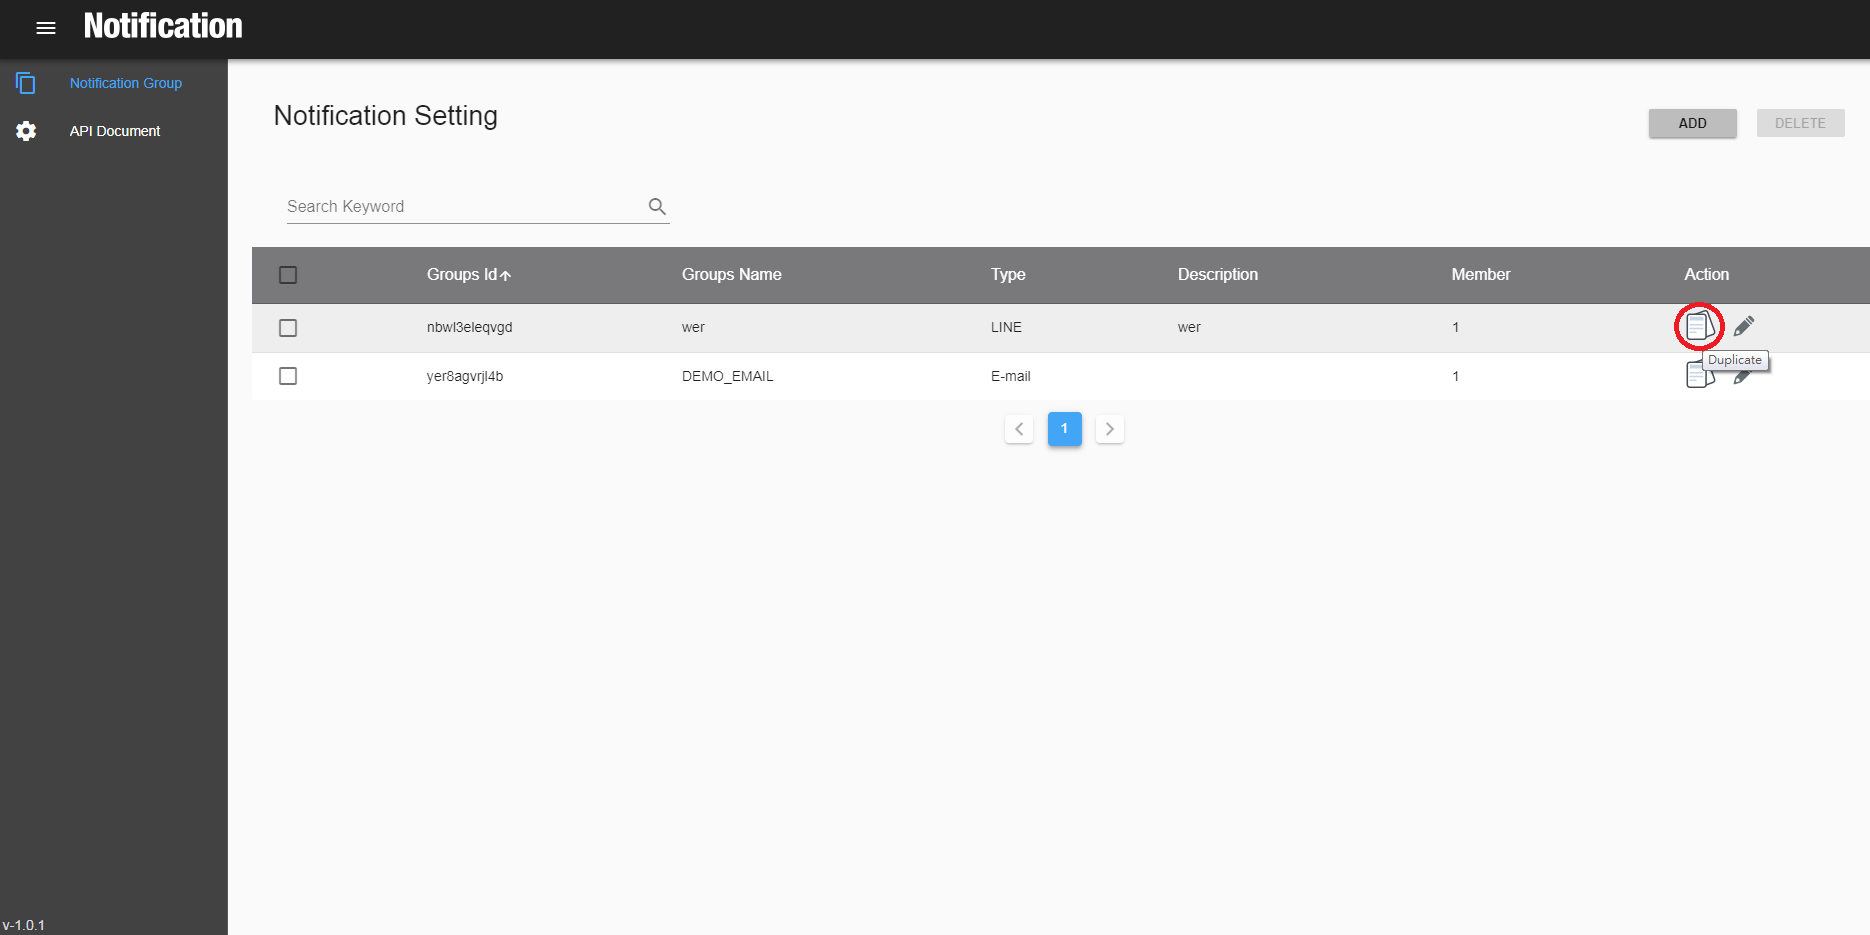 Notification
Notification Group
API Document
Notification Setting
ADD
DELETE
Search Keyword
Groups Id Groups Name Type Description Member Action
nbwl3eleqvgd wer LINE wer 1
Duplicate
yer8agvrjl4b DEMO_EMAIL E-mail 1
1
v-1.0.1